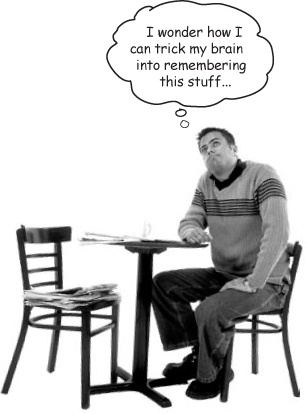 I wonder how I
can trick my brain
into remembering
this stuff...